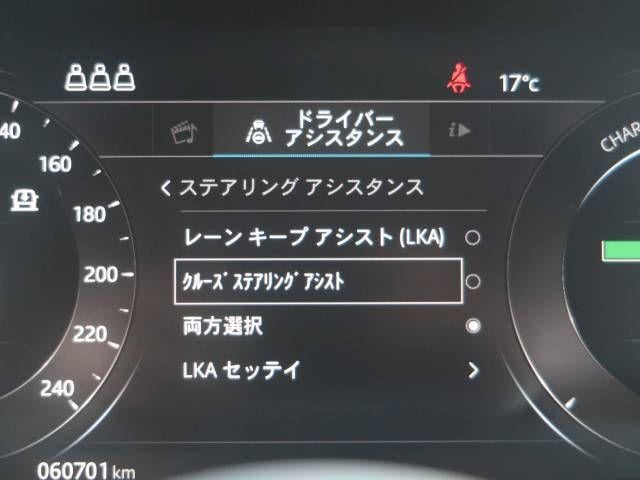 17°c
ドライバー
アシスタンス
i
CHAR
40
160
180
200
220
240
ステアリング アシスタンス
レーン キープ アシスト (LKA)
ｸﾙｰｽﾞ ｽﾃｱﾘﾝｸﾞ ｱｼｽﾄ
両方選択
LKA セッテイ
060701 km